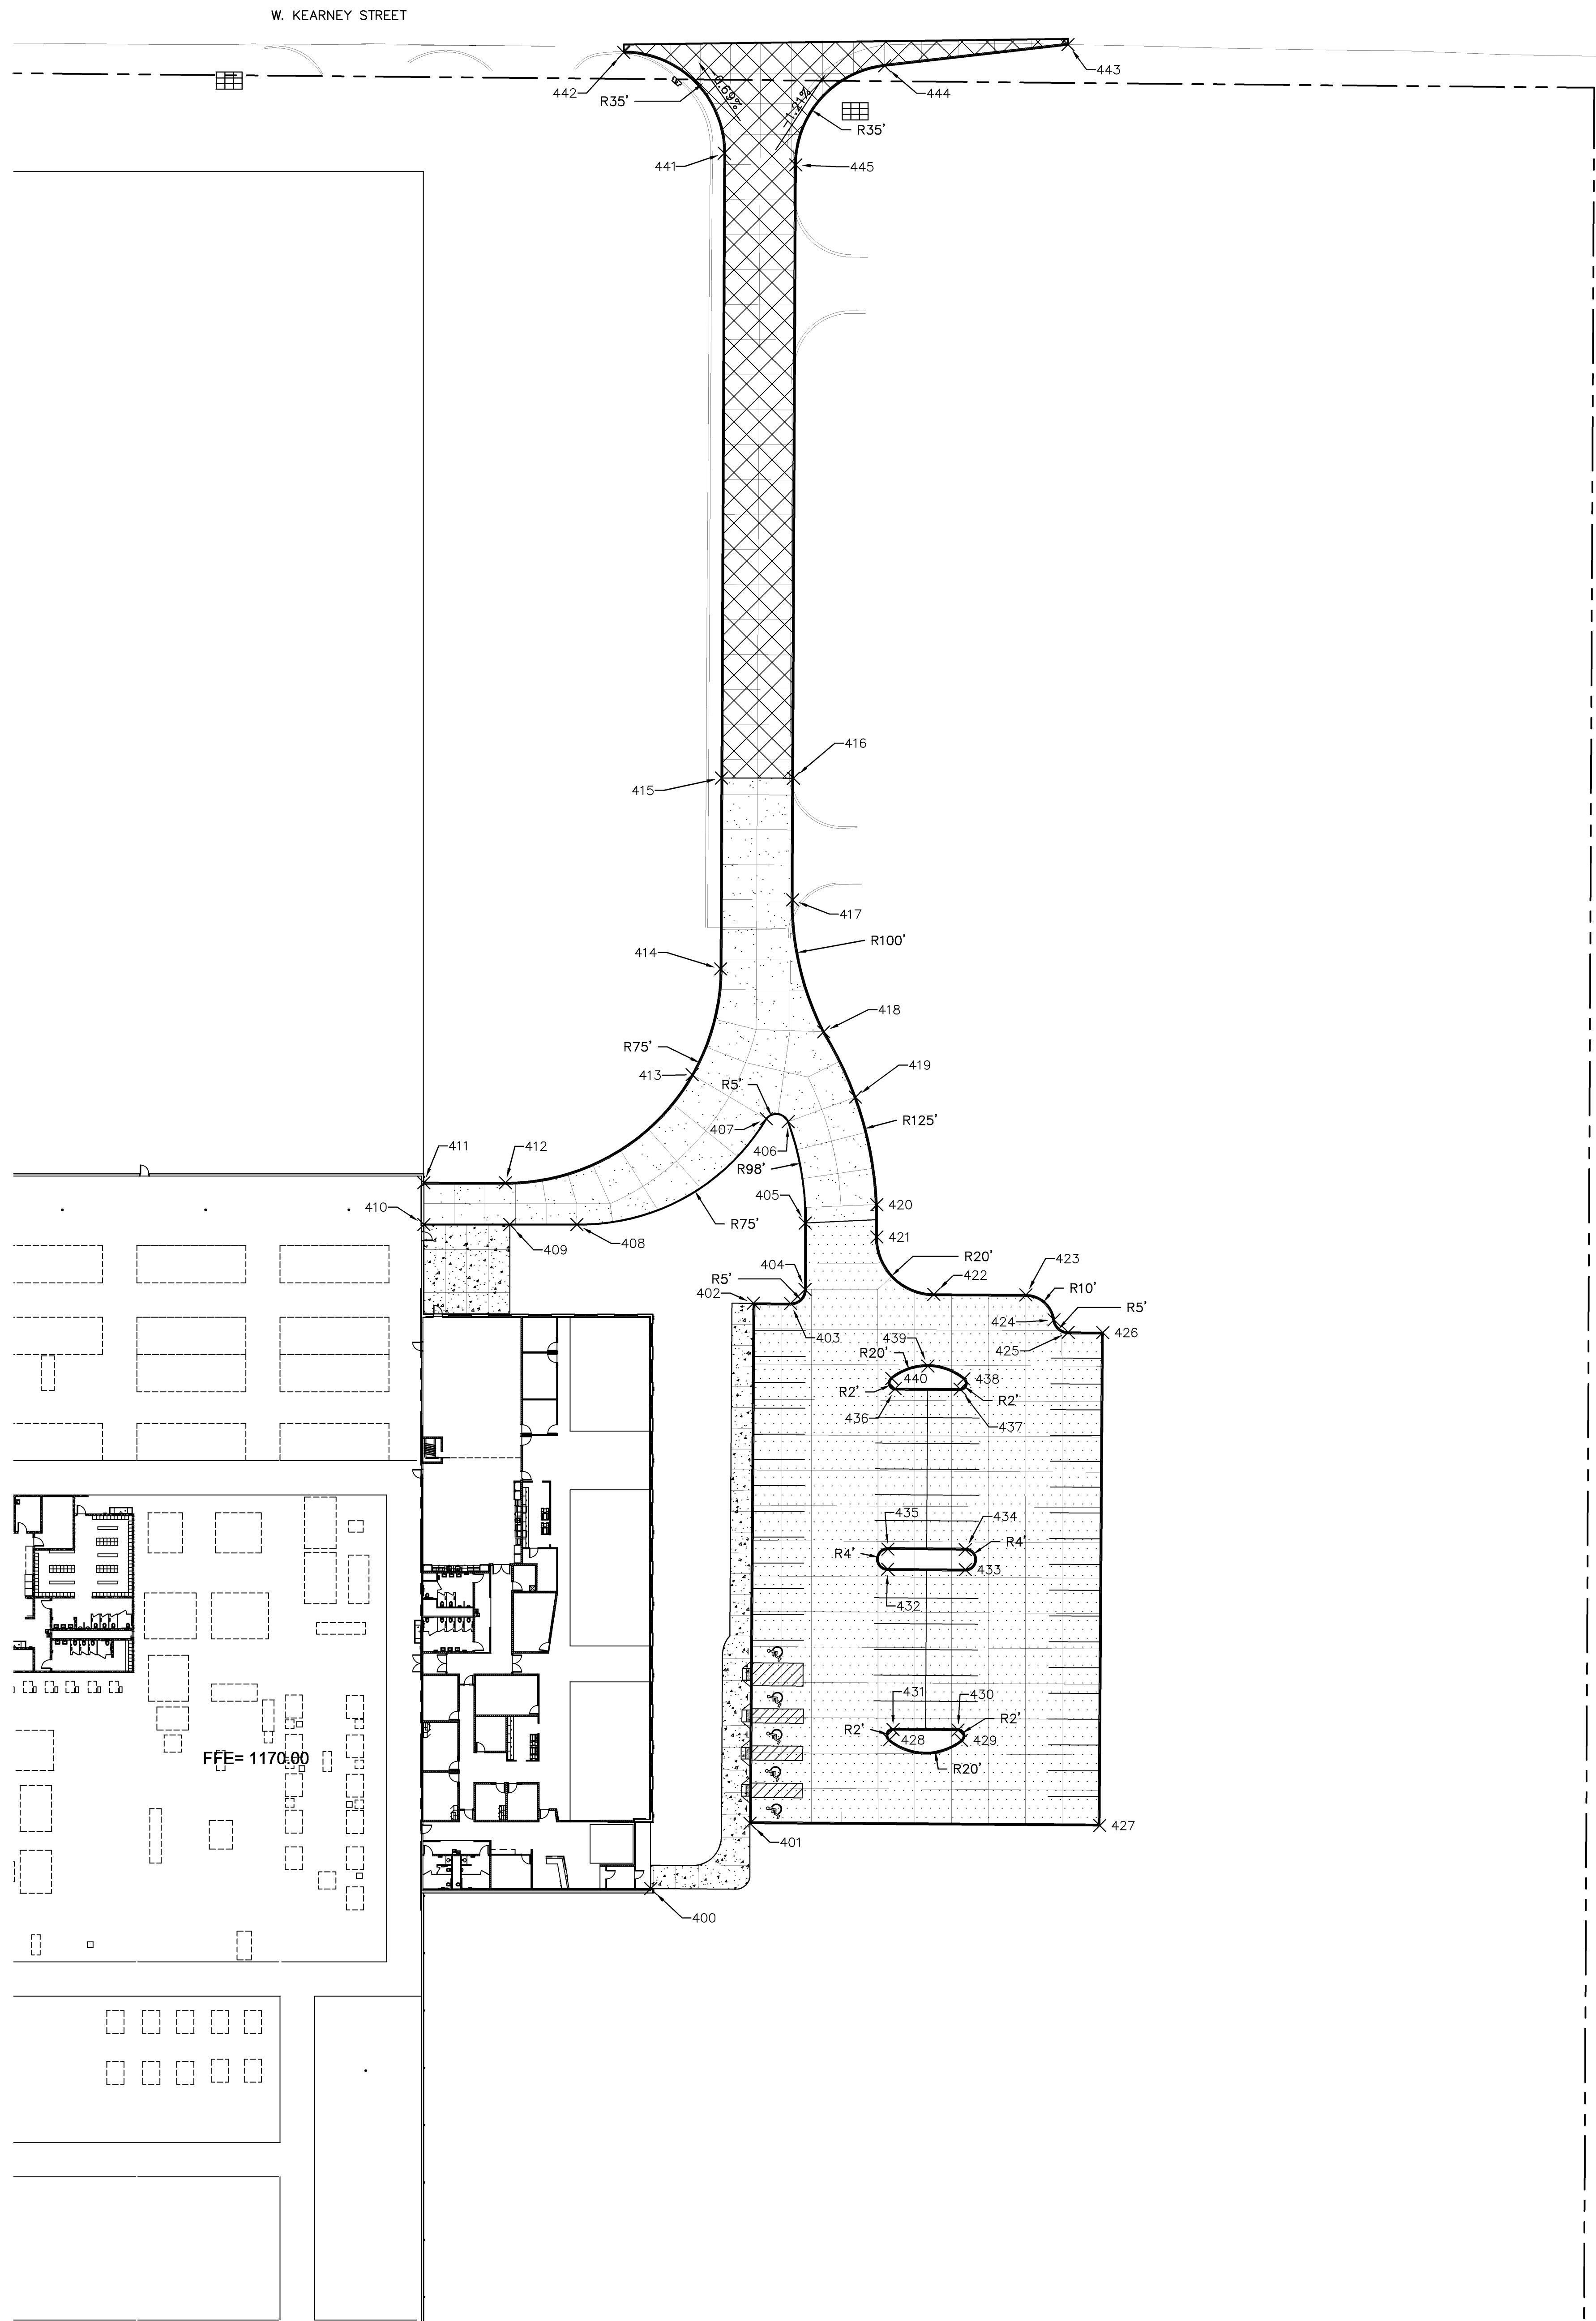 W. KEARNEY STREET
443
442
444
R35'
0.69%
-1.21%
R35'
441
445
416
415
417
R100'
414
418
R75'
413
419
R5'
407
R125'
406
411
412
R98'
405
420
410
409
408
R75'
421
404
R20'
423
R5'
422
R10'
402
424
R5'
403
425
426
439
R20'
440
438
R2'
R2'
436
437
435
434
R4'
R4'
433
432
431
430
R2'
R2'
428
429
FFE= 1170.00
R20'
401
427
400